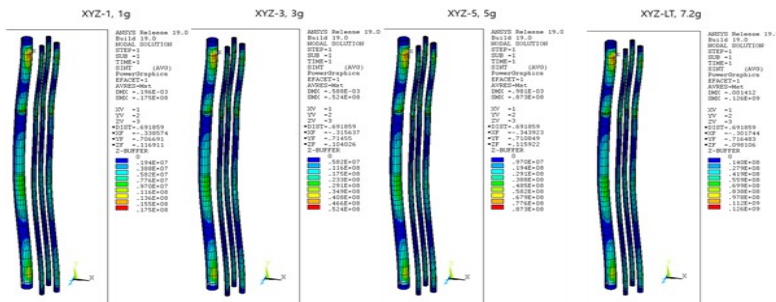 XYZ-1, 1g
ANSYS Release 19.0
Build 19.0
NODAL SOLUTION
STEP=1
SUB =1
TIME=1
SINT (AVG)
PowerGraphics
EFACET=1
AVRES=Mat
DMX =.196E-03
SMX =.175E+08
XV =1
YV =2
ZV =3
*DIST=.691859
*XF =-.338574
*YF =.706691
*ZF =-.116911
Z-BUFFER
0
.194E+07
.388E+07
.582E+07
.776E+07
.970E+07
.116E+08
.136E+08
.155E+08
.175E+08
X
XYZ-3, 3g
ANSYS Release 19.0
Build 19.0
NODAL SOLUTION
STEP=1
SUB =1
TIME=1
SINT (AVG)
PowerGraphics
EFACET=1
AVRES=Mat
DMX =.588E-03
SMX =.524E+08
XV =1
YV =2
ZV =3
*DIST=.691859
*XF =-.315637
*YF =.71455
*ZF =-.104026
Z-BUFFER
0
.582E+07
.116E+08
.175E+08
.233E+08
.291E+08
.349E+08
.408E+08
.466E+08
.524E+08
X
XYZ-5, 5g
ANSYS Release 19.0
Build 19.0
NODAL SOLUTION
STEP=1
SUB =1
TIME=1
SINT (AVG)
PowerGraphics
EFACET=1
AVRES=Mat
DMX =.981E-03
SMX =.873E+08
XV =1
YV =2
ZV =3
*DIST=.691859
*XF =-.343923
*YF =.710849
*ZF =-.115922
Z-BUFFER
0
.970E+07
.194E+08
.291E+08
.388E+08
.485E+08
.582E+08
.679E+08
.776E+08
.873E+08
X
XYZ-LT, 7.2g
ANSYS Release 19.0
Build 19.0
NODAL SOLUTION
STEP=1
SUB =1
TIME=1
SINT (AVG)
PowerGraphics
EFACET=1
AVRES=Mat
DMX =.001412
SMX =.126E+09
XV =1
YV =2
ZV =3
*DIST=.691859
*XF =-.301744
*YF =.716483
*ZF =-.098106
Z-BUFFER
0
.140E+08
.279E+08
.419E+08
.559E+08
.699E+08
.838E+08
.978E+08
.112E+09
.126E+09
X